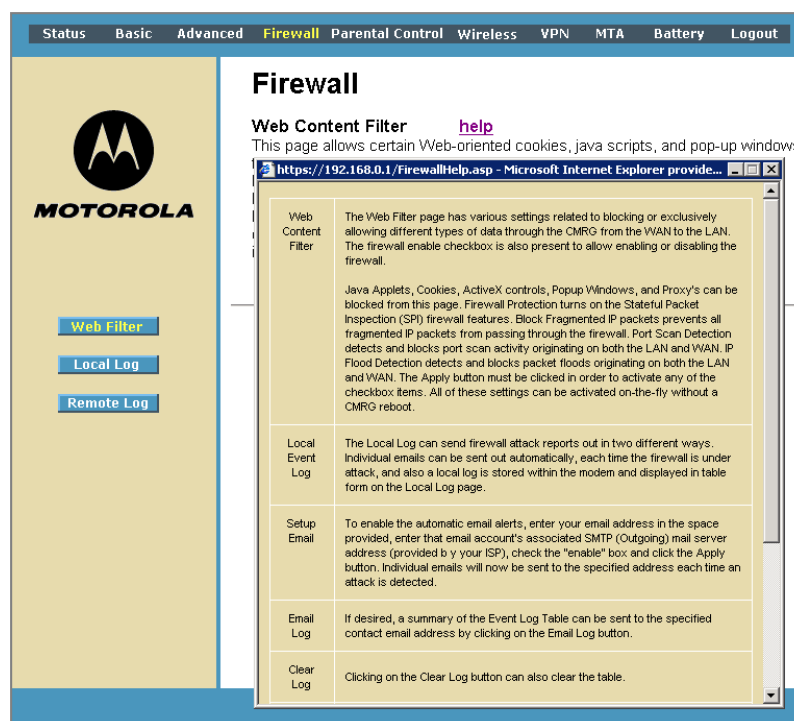 Status Basic Advanced Firewall Parental Control Wireless VPN MTA Battery Logout
MOTOROLA
Web Filter
Local Log
Remote Log
Firewall
Web Content Filter help
This page allows certain Web-oriented cookies, java scripts, and pop-up windows
https://192.168.0.1/FirewallHelp.asp - Microsoft Internet Explorer provide...
Web
Content
Filter
The Web Filter page has various settings related to blocking or exclusively
allowing different types of data through the CMRG from the WAN to the LAN.
The firewall enable checkbox is also present to allow enabling or disabling the
firewall.
Java Applets, Cookies, ActiveX controls, Popup Windows, and Proxy's can be
blocked from this page. Firewall Protection turns on the Stateful Packet
Inspection (SPI) firewall features. Block Fragmented IP packets prevents all
fragmented IP packets from passing through the firewall. Port Scan Detection
detects and blocks port scan activity originating on both the LAN and WAN. IP
Flood Detection detects and blocks packet floods originating on both the LAN
and WAN. The Apply button must be clicked in order to activate any of the
checkbox items. All of these settings can be activated on-the-fly without a
CMRG reboot.
Local
Event
Log
The Local Log can send firewall attack reports out in two different ways.
Individual emails can be sent out automatically, each time the firewall is under
attack, and also a local log is stored within the modem and displayed in table
form on the Local Log page.
Setup
Email
To enable the automatic email alerts, enter your email address in the space
provided, enter that email account's associated SMTP (Outgoing) mail server
address (provided b y your ISP), check the "enable" box and click the Apply
button. Individual emails will now be sent to the specified address each time an
attack is detected.
Email
Log
If desired, a summary of the Event Log Table can be sent to the specified
contact email address by clicking on the Email Log button.
Clear
Log
Clicking on the Clear Log button can also clear the table.